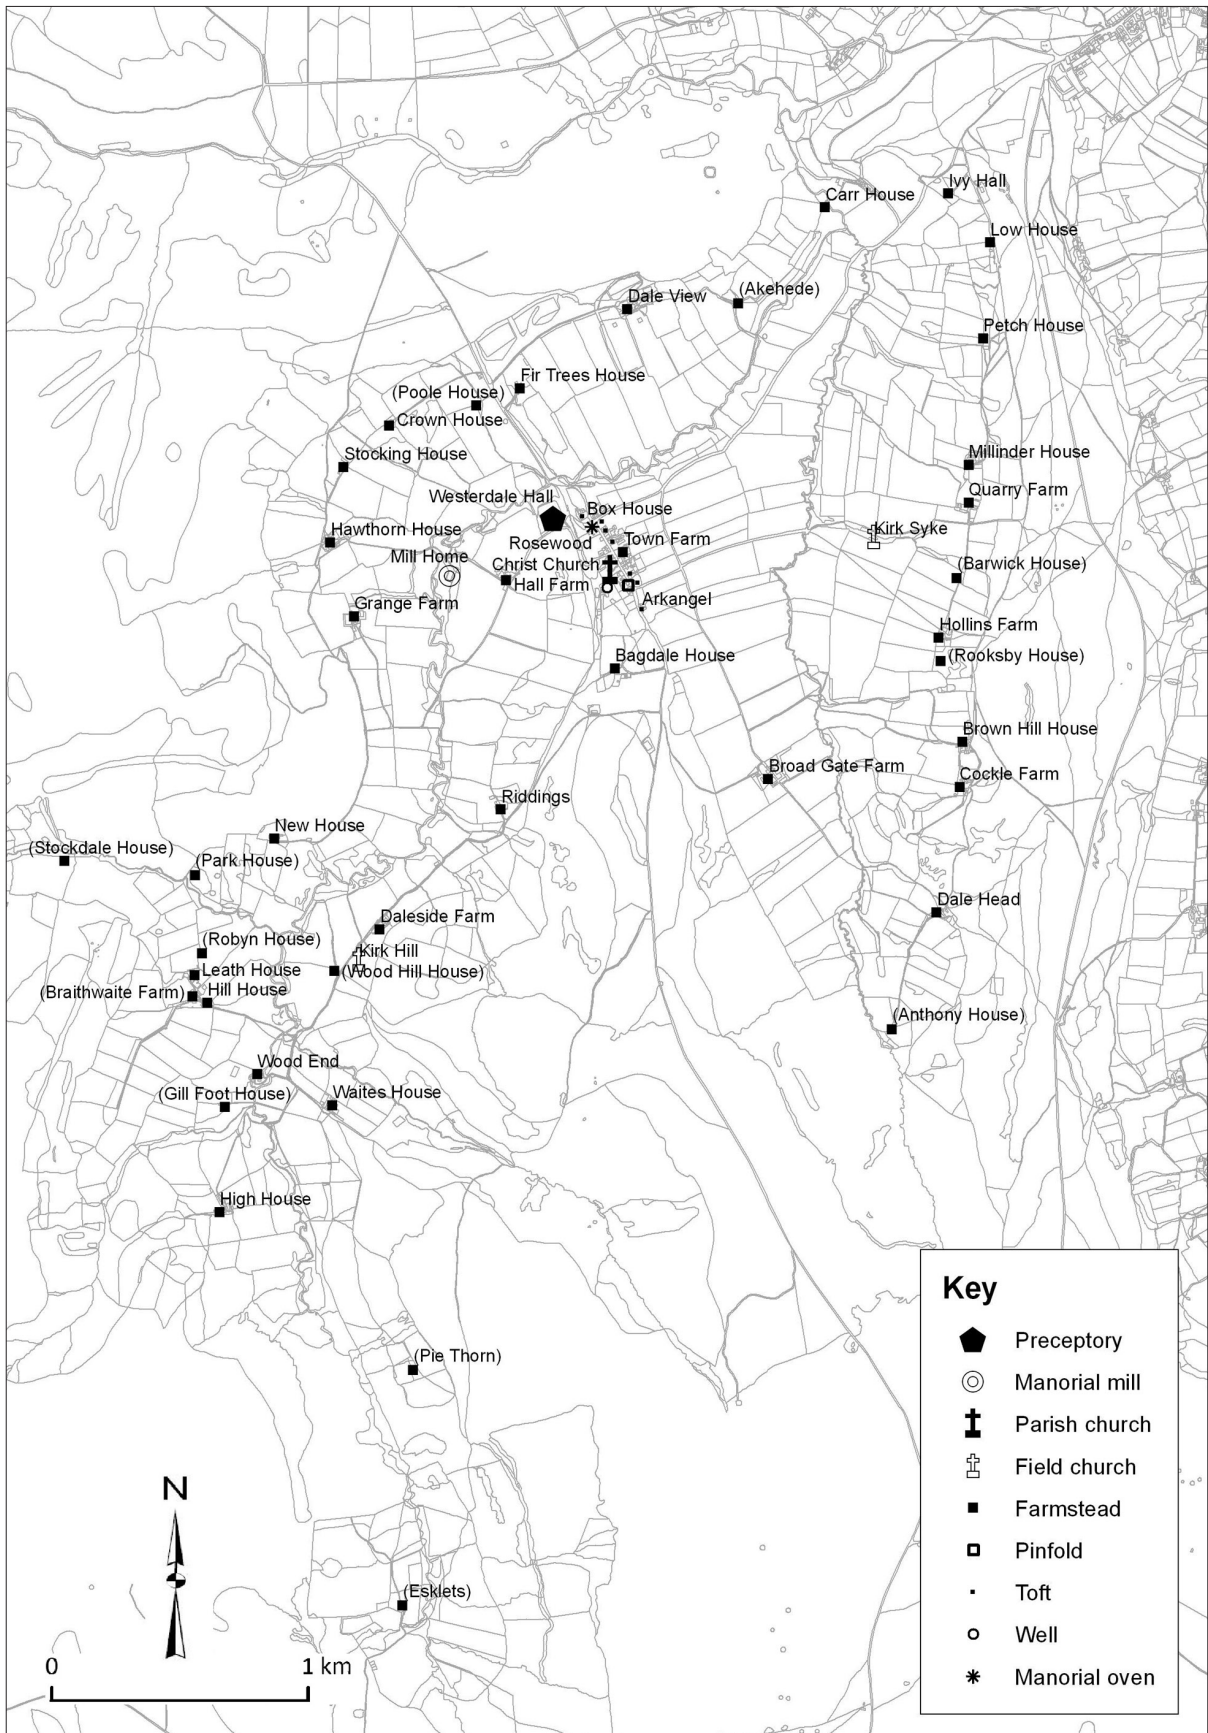 Ivy Hall
Carr House
Low House
(Akehede)
Dale View
Petch House
Fir Trees House
(Poole House)
Crown House
Stocking House
Millinder House
Quarry Farm
Westerdale Hall
Box House
Kirk Syke
Hawthorn House
Rosewood
Town Farm
Mill Home
Christ Church
(Barwick House)
Hall Farm
Arkangel
Grange Farm
Hollins Farm
Bagdale House
(Rooksby House)
Brown Hill House
Broad Gate Farm
Cockle Farm
Riddings
New House
(Stockdale House)
(Park House)
Dale Head
Daleside Farm
(Robyn House)
Kirk Hill
Leath House
(Wood Hill House)
(Braithwaite Farm)
Hill House
(Anthony House)
Wood End
(Gill Foot House)
Waites House
High House
(Pie Thorn)
(Esklets)
N
0
1 km
Key
Preceptory
Manorial mill
Parish church
Field church
Farmstead
Pinfold
Toft
Well
Manorial oven